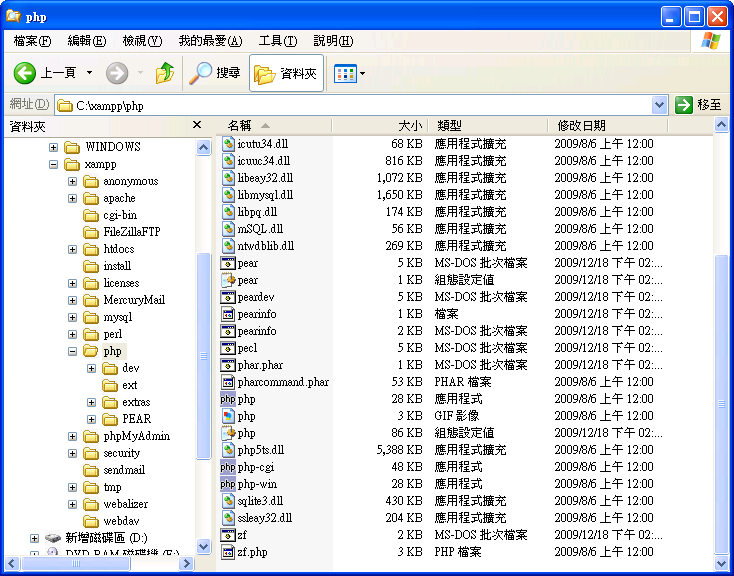 php
檔案(F) 編輯(E) 檢視(V) 我的最愛(A) 工具(T) 說明(H)
上一頁 搜尋 資料夾
網址(D) C:\xampp\php 移至
資料夾
WINDOWS
xampp
anonymous
apache
cgi-bin
FileZillaFTP
htdocs
install
licenses
MercuryMail
mysql
perl
php
dev
ext
extras
PEAR
phpMyAdmin
security
sendmail
tmp
webalizer
webdav
新增磁碟區 (D:)
DVD-RAM 磁碟機 (E:)
名稱 大小 類型 修改日期
icutu34.dll 68 KB 應用程式擴充 2009/8/6 上午 12:00
icuuc34.dll 816 KB 應用程式擴充 2009/8/6 上午 12:00
libeay32.dll 1,072 KB 應用程式擴充 2009/8/6 上午 12:00
libmysql.dll 1,650 KB 應用程式擴充 2009/8/6 上午 12:00
libpq.dll 174 KB 應用程式擴充 2009/8/6 上午 12:00
mSQL.dll 56 KB 應用程式擴充 2009/8/6 上午 12:00
ntwdblib.dll 269 KB 應用程式擴充 2009/8/6 上午 12:00
pear 5 KB MS-DOS 批次檔案 2009/12/18 下午 02:...
pear 1 KB 組態設定值 2009/12/18 下午 02:...
peardev 5 KB MS-DOS 批次檔案 2009/12/18 下午 02:...
pearinfo 1 KB 檔案 2009/12/18 下午 02:...
pearinfo 2 KB MS-DOS 批次檔案 2009/12/18 下午 02:...
pecl 5 KB MS-DOS 批次檔案 2009/12/18 下午 02:...
phar.phar 1 KB MS-DOS 批次檔案 2009/12/18 下午 02:...
pharcommand.phar 53 KB PHAR 檔案 2009/8/6 上午 12:00
php php 28 KB 應用程式 2009/8/6 上午 12:00
php 3 KB GIF 影像 2009/8/6 上午 12:00
php 86 KB 組態設定值 2009/12/18 下午 02:...
php5ts.dll 5,388 KB 應用程式擴充 2009/8/6 上午 12:00
php php-cgi 48 KB 應用程式 2009/8/6 上午 12:00
php php-win 28 KB 應用程式 2009/8/6 上午 12:00
sqlite3.dll 430 KB 應用程式擴充 2009/8/6 上午 12:00
ssleay32.dll 204 KB 應用程式擴充 2009/8/6 上午 12:00
zf 2 KB MS-DOS 批次檔案 2009/12/18 下午 02:...
zf.php 3 KB PHP 檔案 2009/8/6 上午 12:00